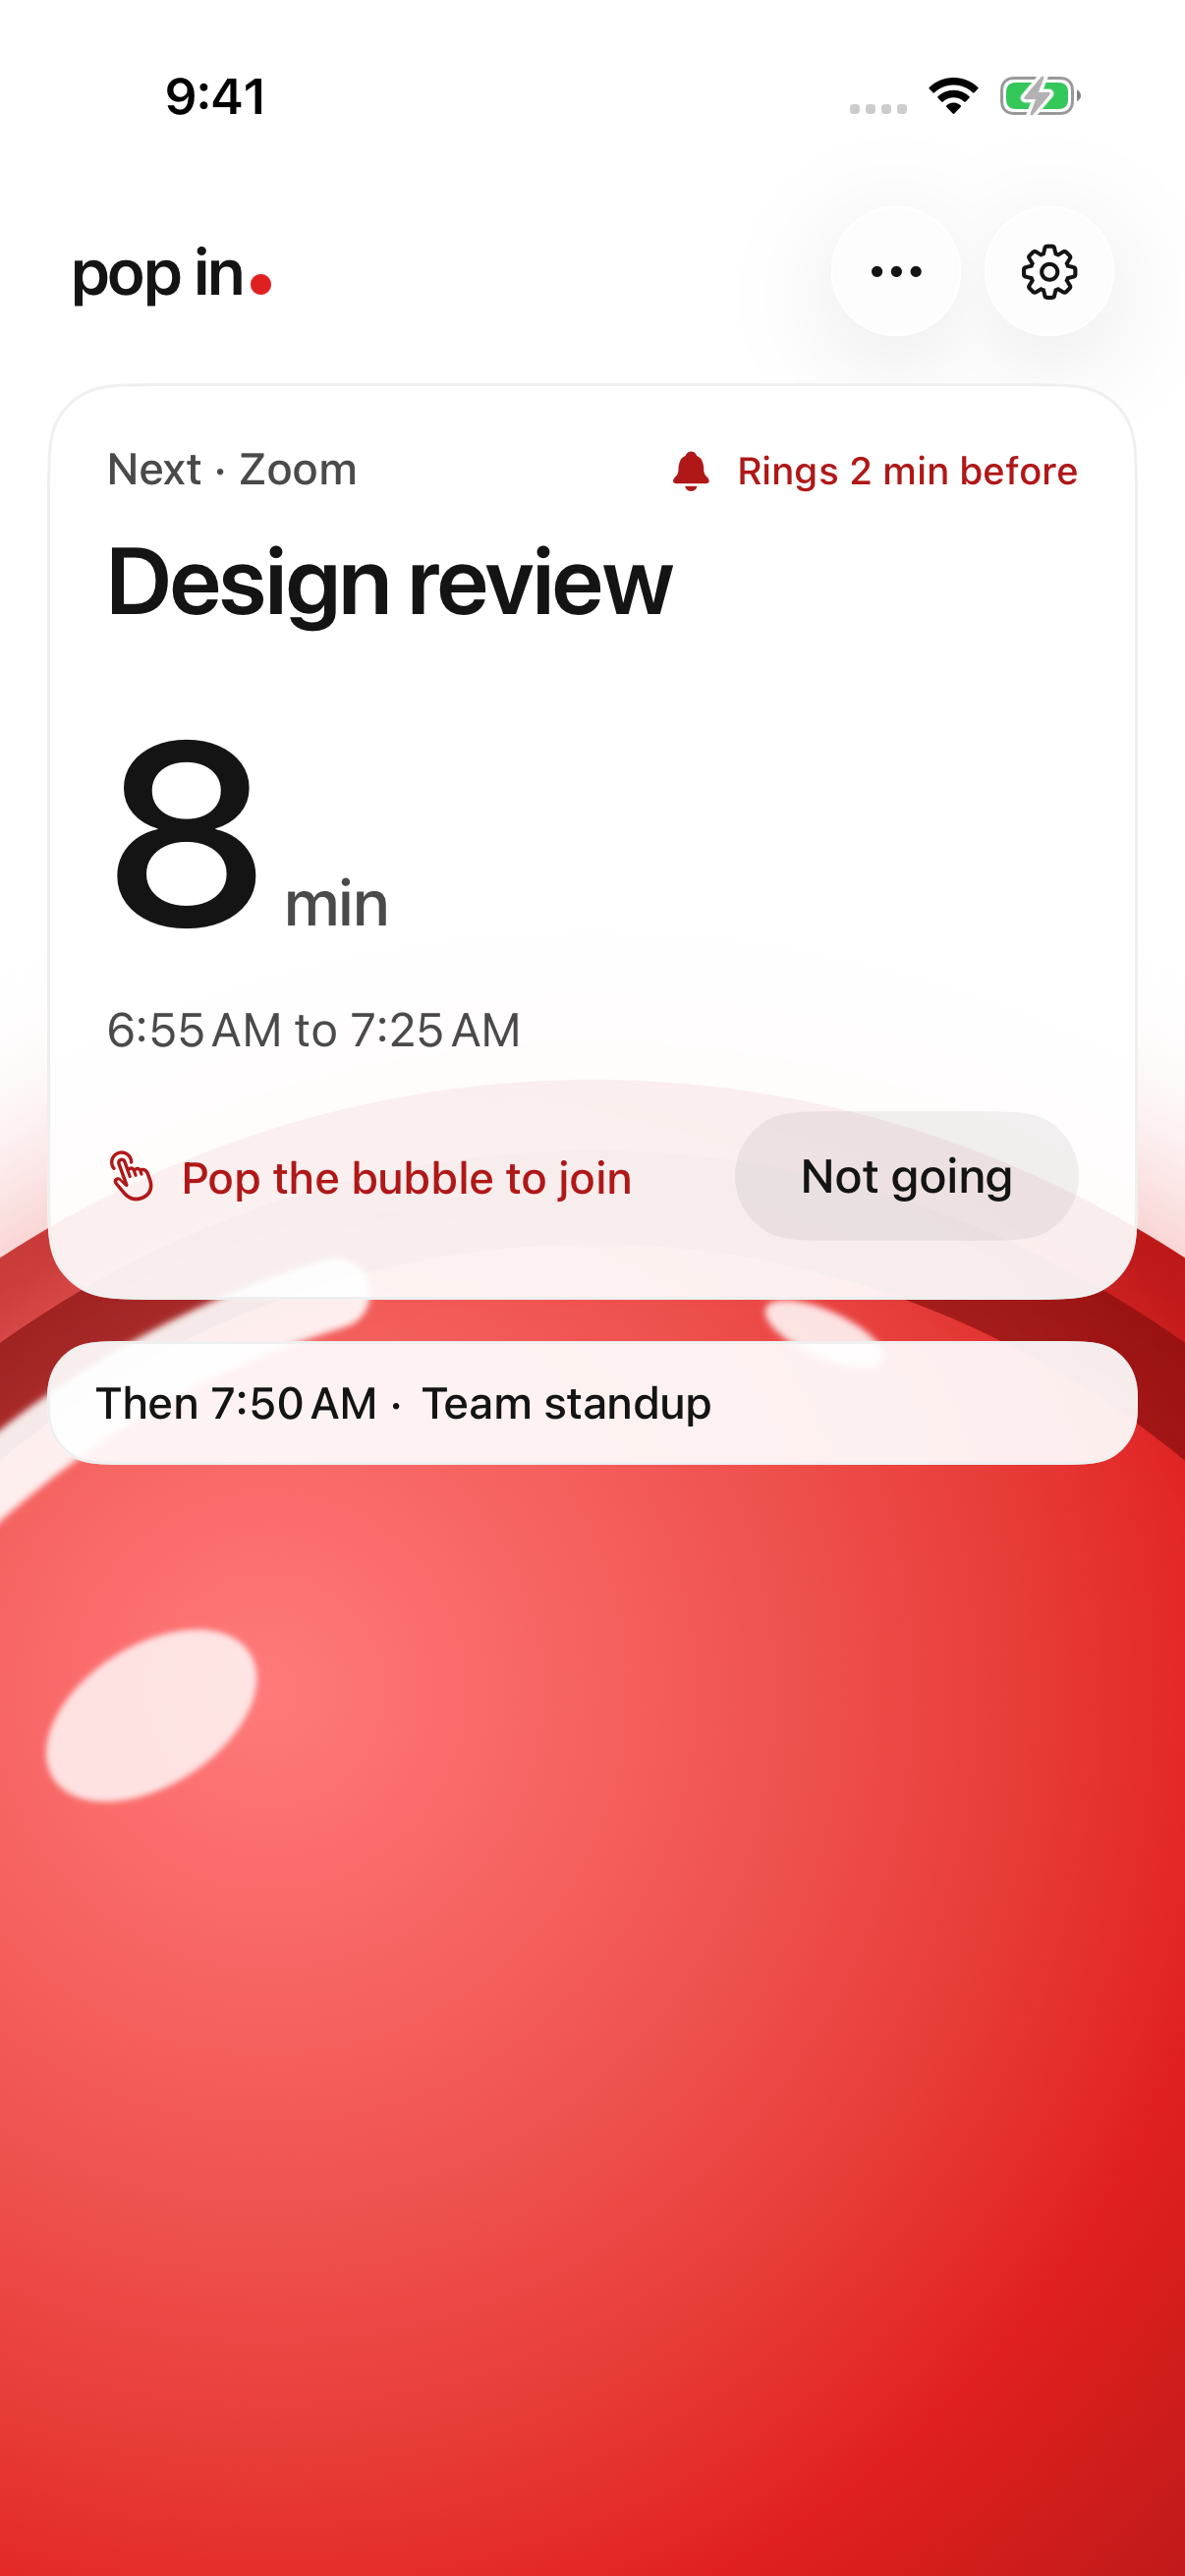 9:41
pop in.
Next · Zoom
Rings 2 min before
Design review
8 min
6:55 AM to 7:25 AM
Pop the bubble to join
Not going
Then 7:50 AM · Team standup